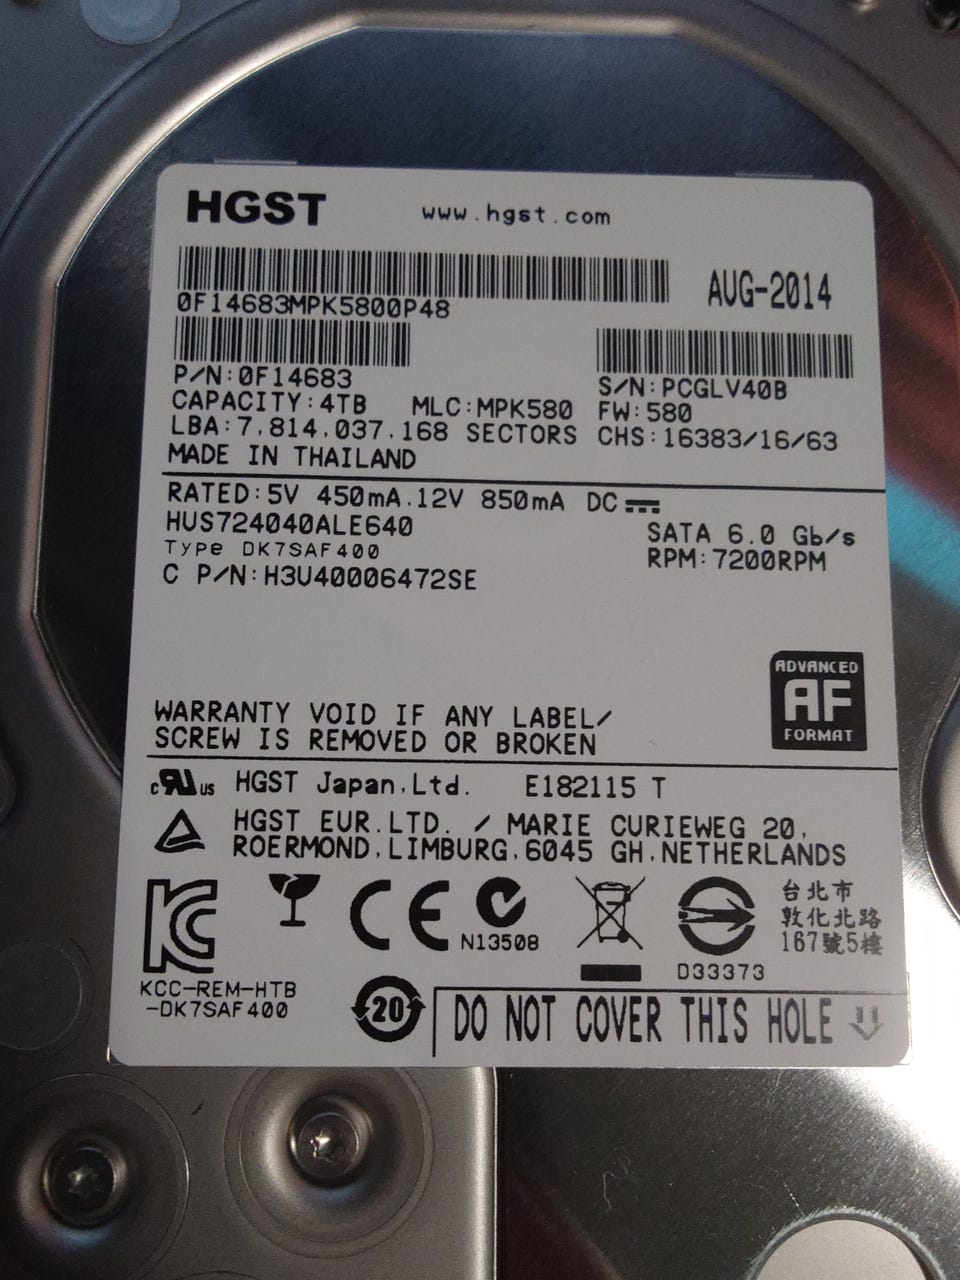 HGST www.hgst.com
0F14683MPK5800P48 AUG-2014
P/N:0F14683 S/N:PCGLV40B
CAPACITY:4TB MLC:MPK580 FW:580
LBA:7,814,037,168 SECTORS CHS:16383/16/63
MADE IN THAILAND
RATED:5V 450mA,12V 850mA DC
HUS724040ALE640 SATA 6.0 Gb/s
Type DK7SAF400 RPM:7200RPM
C P/N:H3U40006472SE
ADVANCED
AF
FORMAT
WARRANTY VOID IF ANY LABEL/
SCREW IS REMOVED OR BROKEN
c RU US HGST Japan,Ltd. E182115 T
HGST EUR.LTD. / MARIE CURIEWEG 20,
ROERMOND,LIMBURG,6045 GH,NETHERLANDS
KC CE N13508 D33373
台北市
敦化北路
167號5樓
KCC-REM-HTB
-DK7SAF400
20 DO NOT COVER THIS HOLE